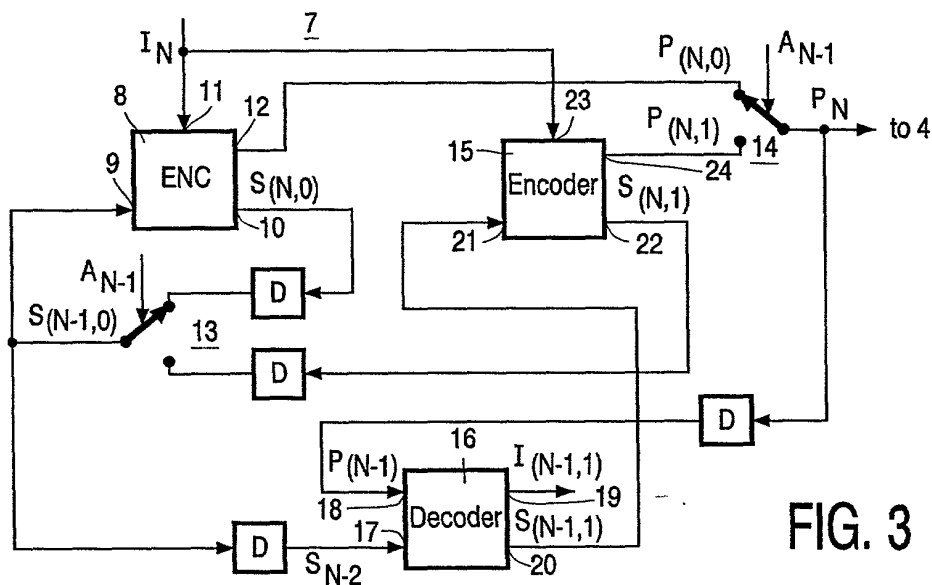 I_N
7
P_(N,0)
A_N-1
8
11
12
23
P_N
to 4
P_(N,1)
14
9
ENC
15
Encoder
24
S_(N,0)
S_(N,1)
10
21
22
A_N-1
D
S_(N-1,0)
13
D
D
16
P_(N-1)
I_(N-1,1)
18
Decoder
19
17
S_(N-1,1)
D
S_N-2
20
FIG. 3